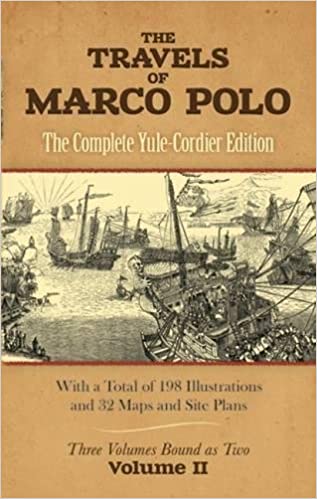 THE
TRAVELS
OF
MARCO POLO
The Complete Yule-Cordier Edition
With a Total of 198 Illustrations
and 32 Maps and Site Plans
Three Volumes Bound as Two
Volume II